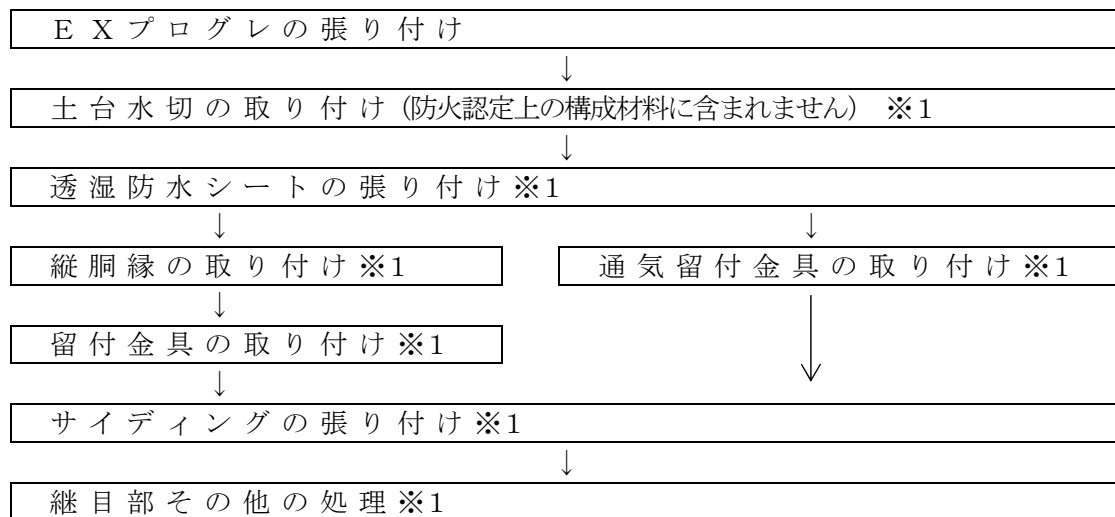 ＥＸプログレの張り付け
↓
土台水切の取り付け（防火認定上の構成材料に含まれません） ※1
↓
透湿防水シートの張り付け※1
↓ ↓
縦胴縁の取り付け※1 通気留付金具の取り付け※1
↓
留付金具の取り付け※1
↓
サイディングの張り付け※1
↓
継目部その他の処理※1